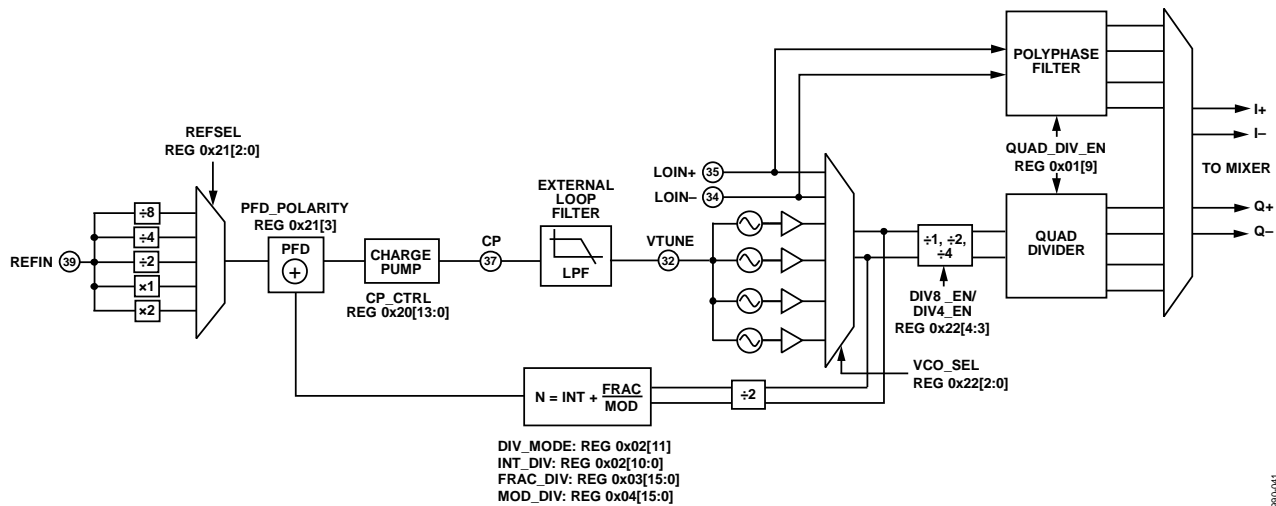 POLYPHASE
FILTER
I+
I–
QUAD_DIV_EN
REG 0x01[9]
TO MIXER
Q+
Q–
QUAD
DIVIDER
REFSEL
REG 0x21[2:0]
LOIN+ 35
LOIN– 34
EXTERNAL
LOOP
FILTER
LPF
VTUNE
32
÷8
÷4
÷2
×1
×2
REFIN 39
PFD_POLARITY
REG 0x21[3]
PFD
+
CHARGE
PUMP
CP_CTRL
REG 0x20[13:0]
CP
37
÷1, ÷2,
÷4
DIV8_EN/
DIV4_EN
REG 0x22[4:3]
VCO_SEL
REG 0x22[2:0]
÷2
N = INT + FRAC
MOD
DIV_MODE: REG 0x02[11]
INT_DIV: REG 0x02[10:0]
FRAC_DIV: REG 0x03[15:0]
MOD_DIV: REG 0x04[15:0]